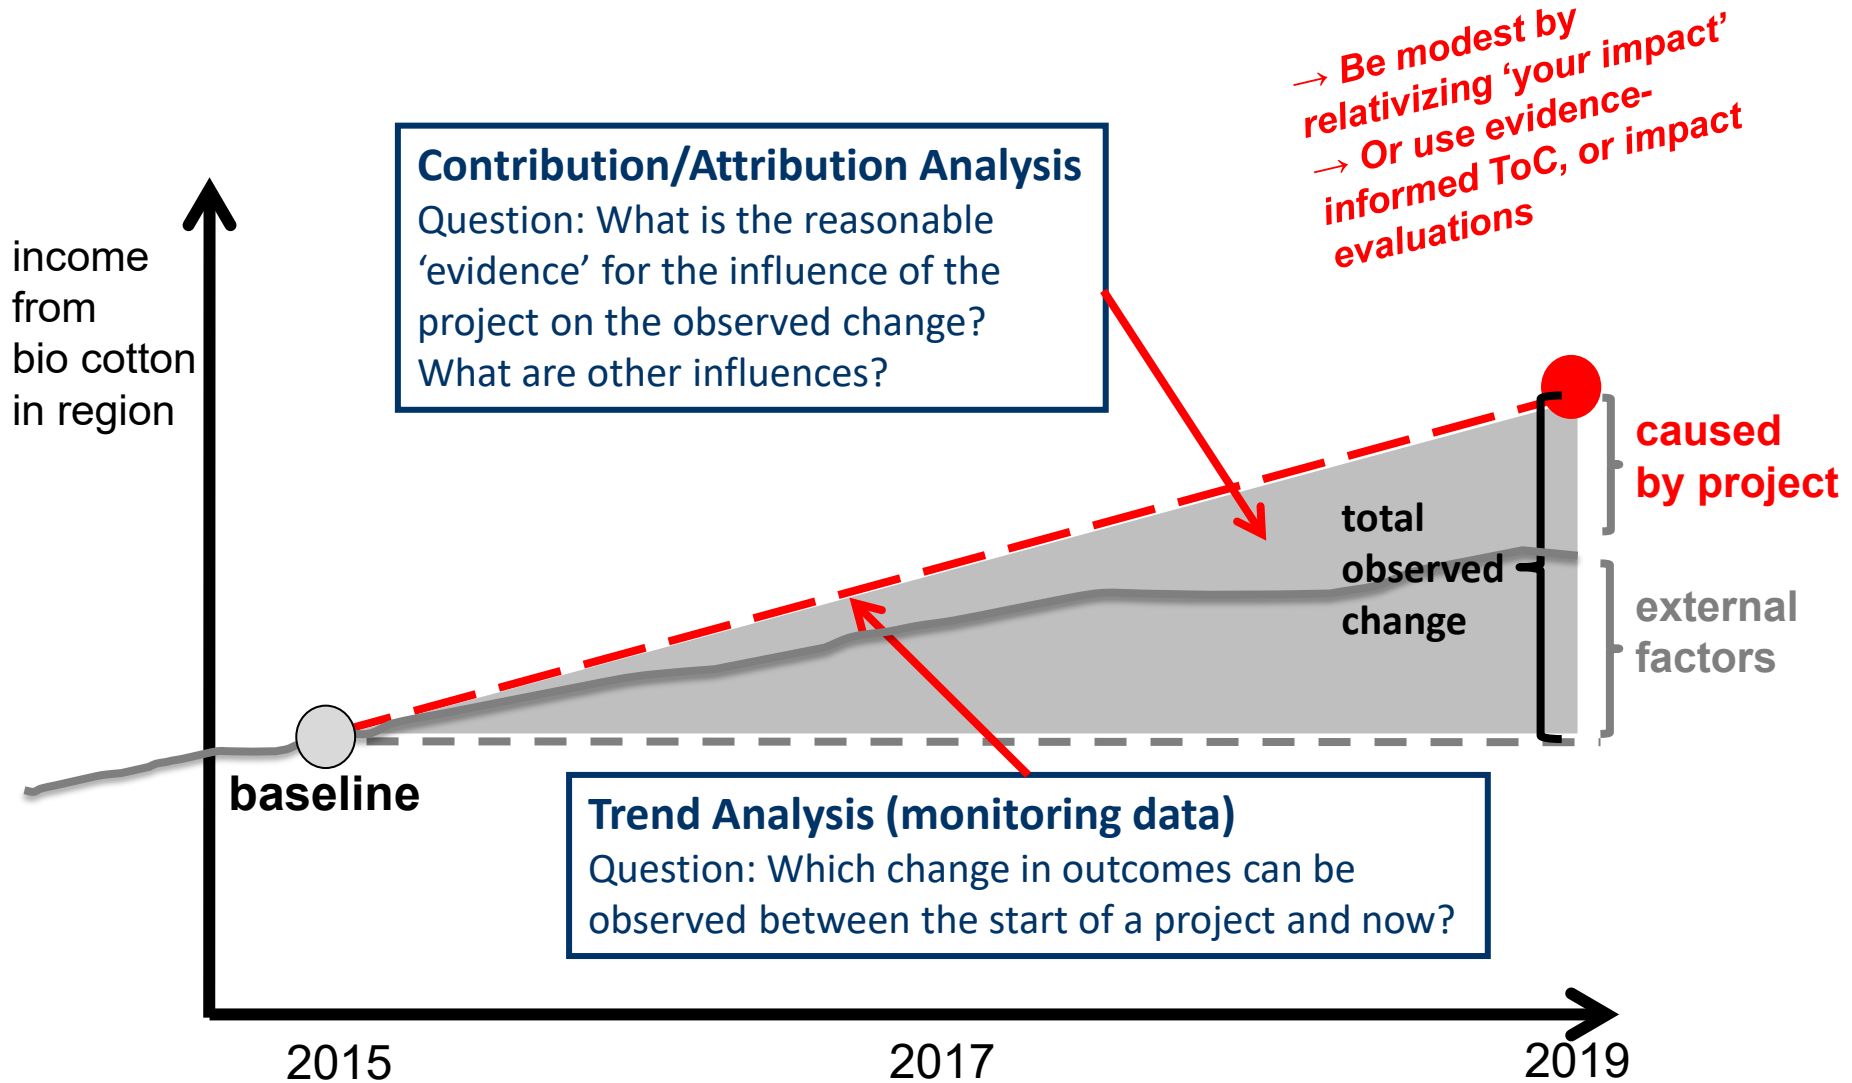 → Be modest by
relativizing ‘your impact’
→ Or use evidence-
informed ToC, or impact
evaluations
Contribution/Attribution Analysis
Question: What is the reasonable
‘evidence’ for the influence of the
project on the observed change?
What are other influences?
income
from
bio cotton
in region
caused
by project
total
observed
change
external
factors
baseline
Trend Analysis (monitoring data)
Question: Which change in outcomes can be
observed between the start of a project and now?
2015
2017
2019